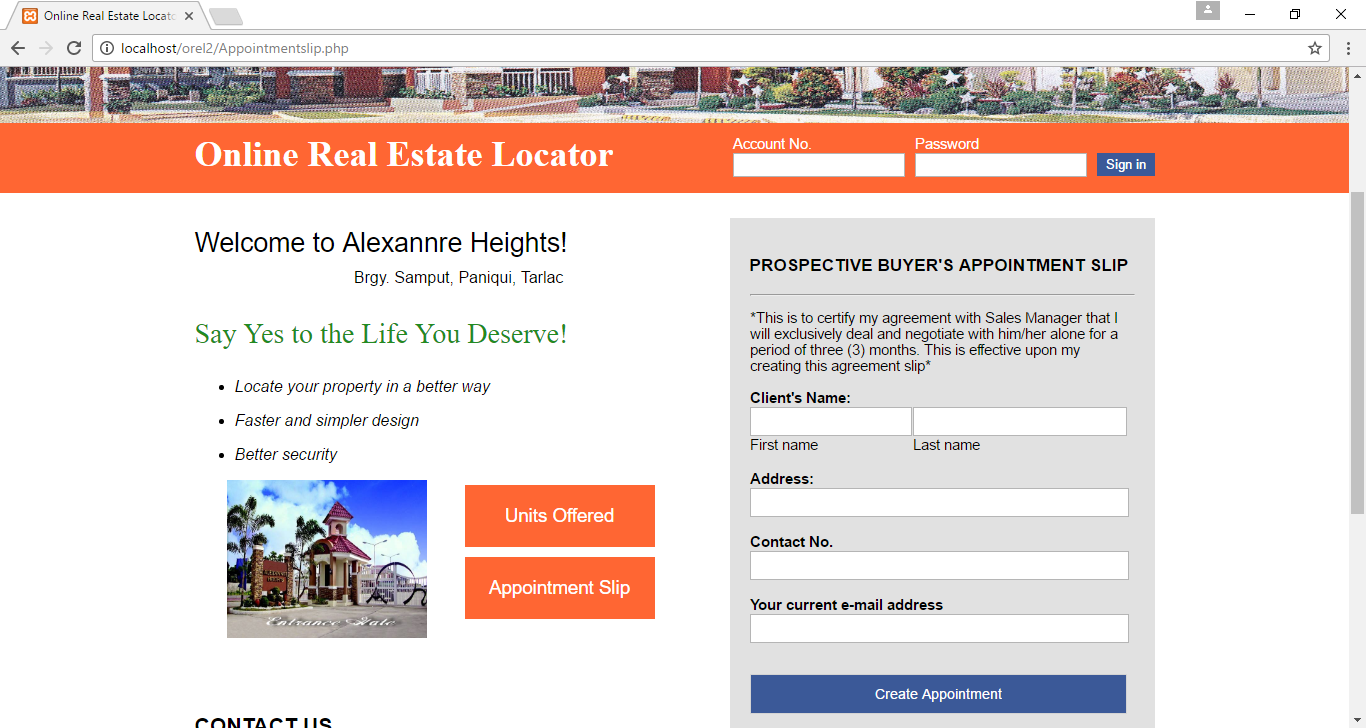 Online Real Estate Locato
localhost/orel2/Appointmentslip.php
Online Real Estate Locator
Account No.
Password
Sign in
Welcome to Alexannre Heights!
Brgy. Samput, Paniqui, Tarlac
Say Yes to the Life You Deserve!
Locate your property in a better way
Faster and simpler design
Better security
Entrance Gate
Units Offered
Appointment Slip
CONTACT US
PROSPECTIVE BUYER'S APPOINTMENT SLIP
*This is to certify my agreement with Sales Manager that I
will exclusively deal and negotiate with him/her alone for a
period of three (3) months. This is effective upon my
creating this agreement slip*
Client's Name:
First name
Last name
Address:
Contact No.
Your current e-mail address
Create Appointment